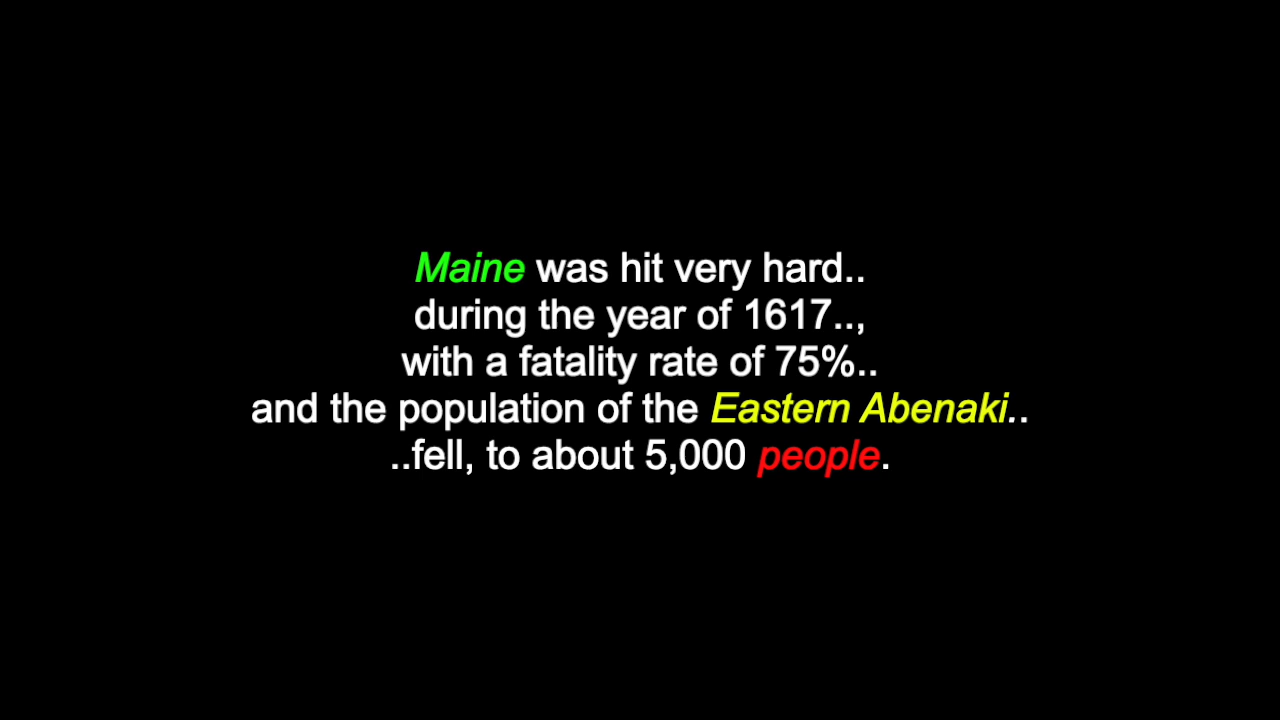 Maine was hit very hard..
during the year of 1617..,
with a fatality rate of 75%..
and the population of the Eastern Abenaki..
..fell, to about 5,000 people.